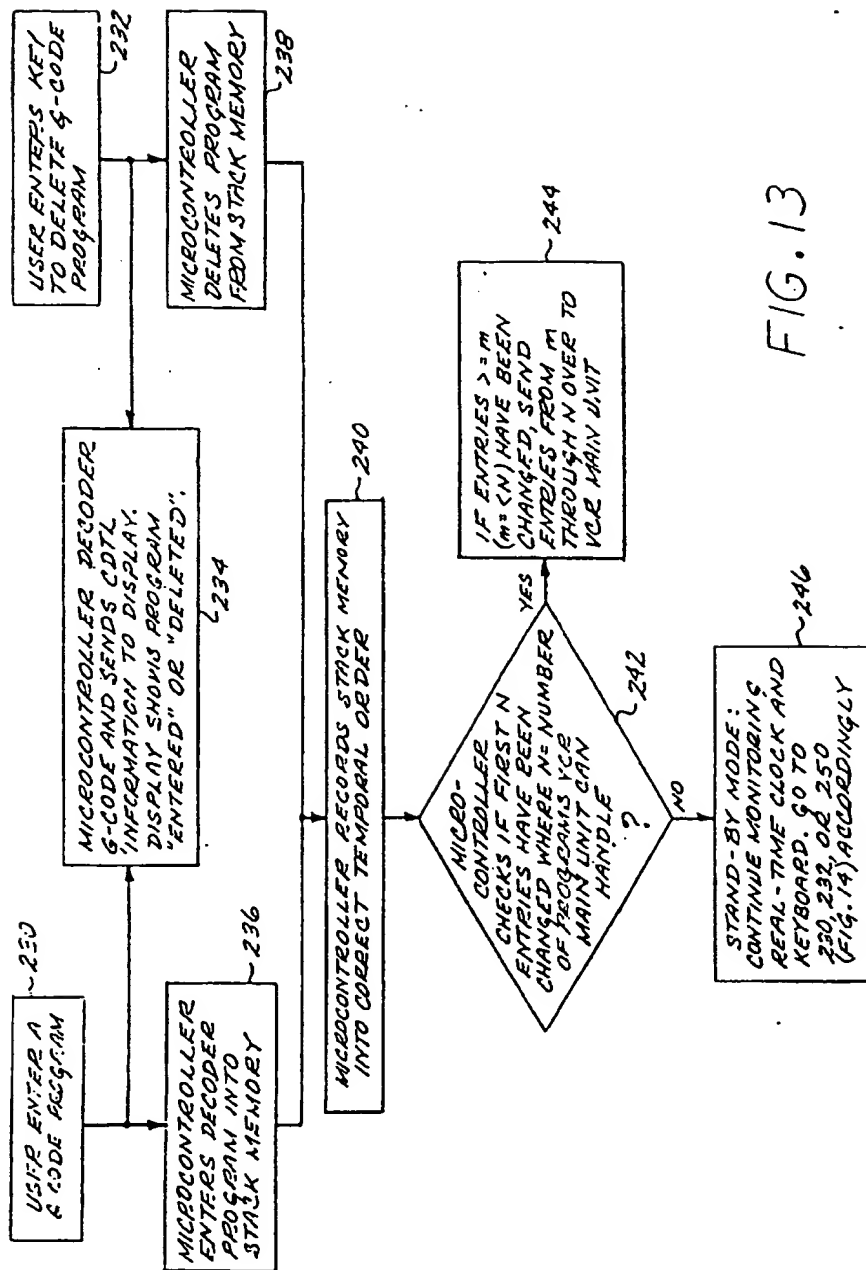 USER ENTER A
G CODE PROGRAM
230
USER ENTERS KEY
TO DELETE G-CODE
PROGRAM
232
MICROCONTROLLER DECODER
G-CODE AND SENDS CDTL
INFORMATION TO DISPLAY.
DISPLAY SHOWS PROGRAM
"ENTERED" OR "DELETED".
234
MICROCONTROLLER
ENTERS DECODER
PROGRAM INTO
STACK MEMORY
236
MICROCONTROLLER
DELETES PROGRAM
FROM STACK MEMORY
238
MICROCONTROLLER RECORDS STACK MEMORY
INTO CORRECT TEMPORAL ORDER
240
MICRO-
CONTROLLER
CHECKS IF FIRST N
ENTRIES HAVE BEEN
CHANGED WHERE N= NUMBER
OF PROGRAMS VCR
MAIN UNIT CAN
HANDLE
?
242
YES
IF ENTRIES >=m
(m=<N) HAVE BEEN
CHANGED, SEND
ENTRIES FROM m
THROUGH N OVER TO
VCR MAIN UNIT
244
NO
STAND-BY MODE:
CONTINUE MONITORING
REAL-TIME CLOCK AND
KEYBOARD. GO TO
230, 232, OR 250
(FIG. 14) ACCORDINGLY
246
FIG. 13